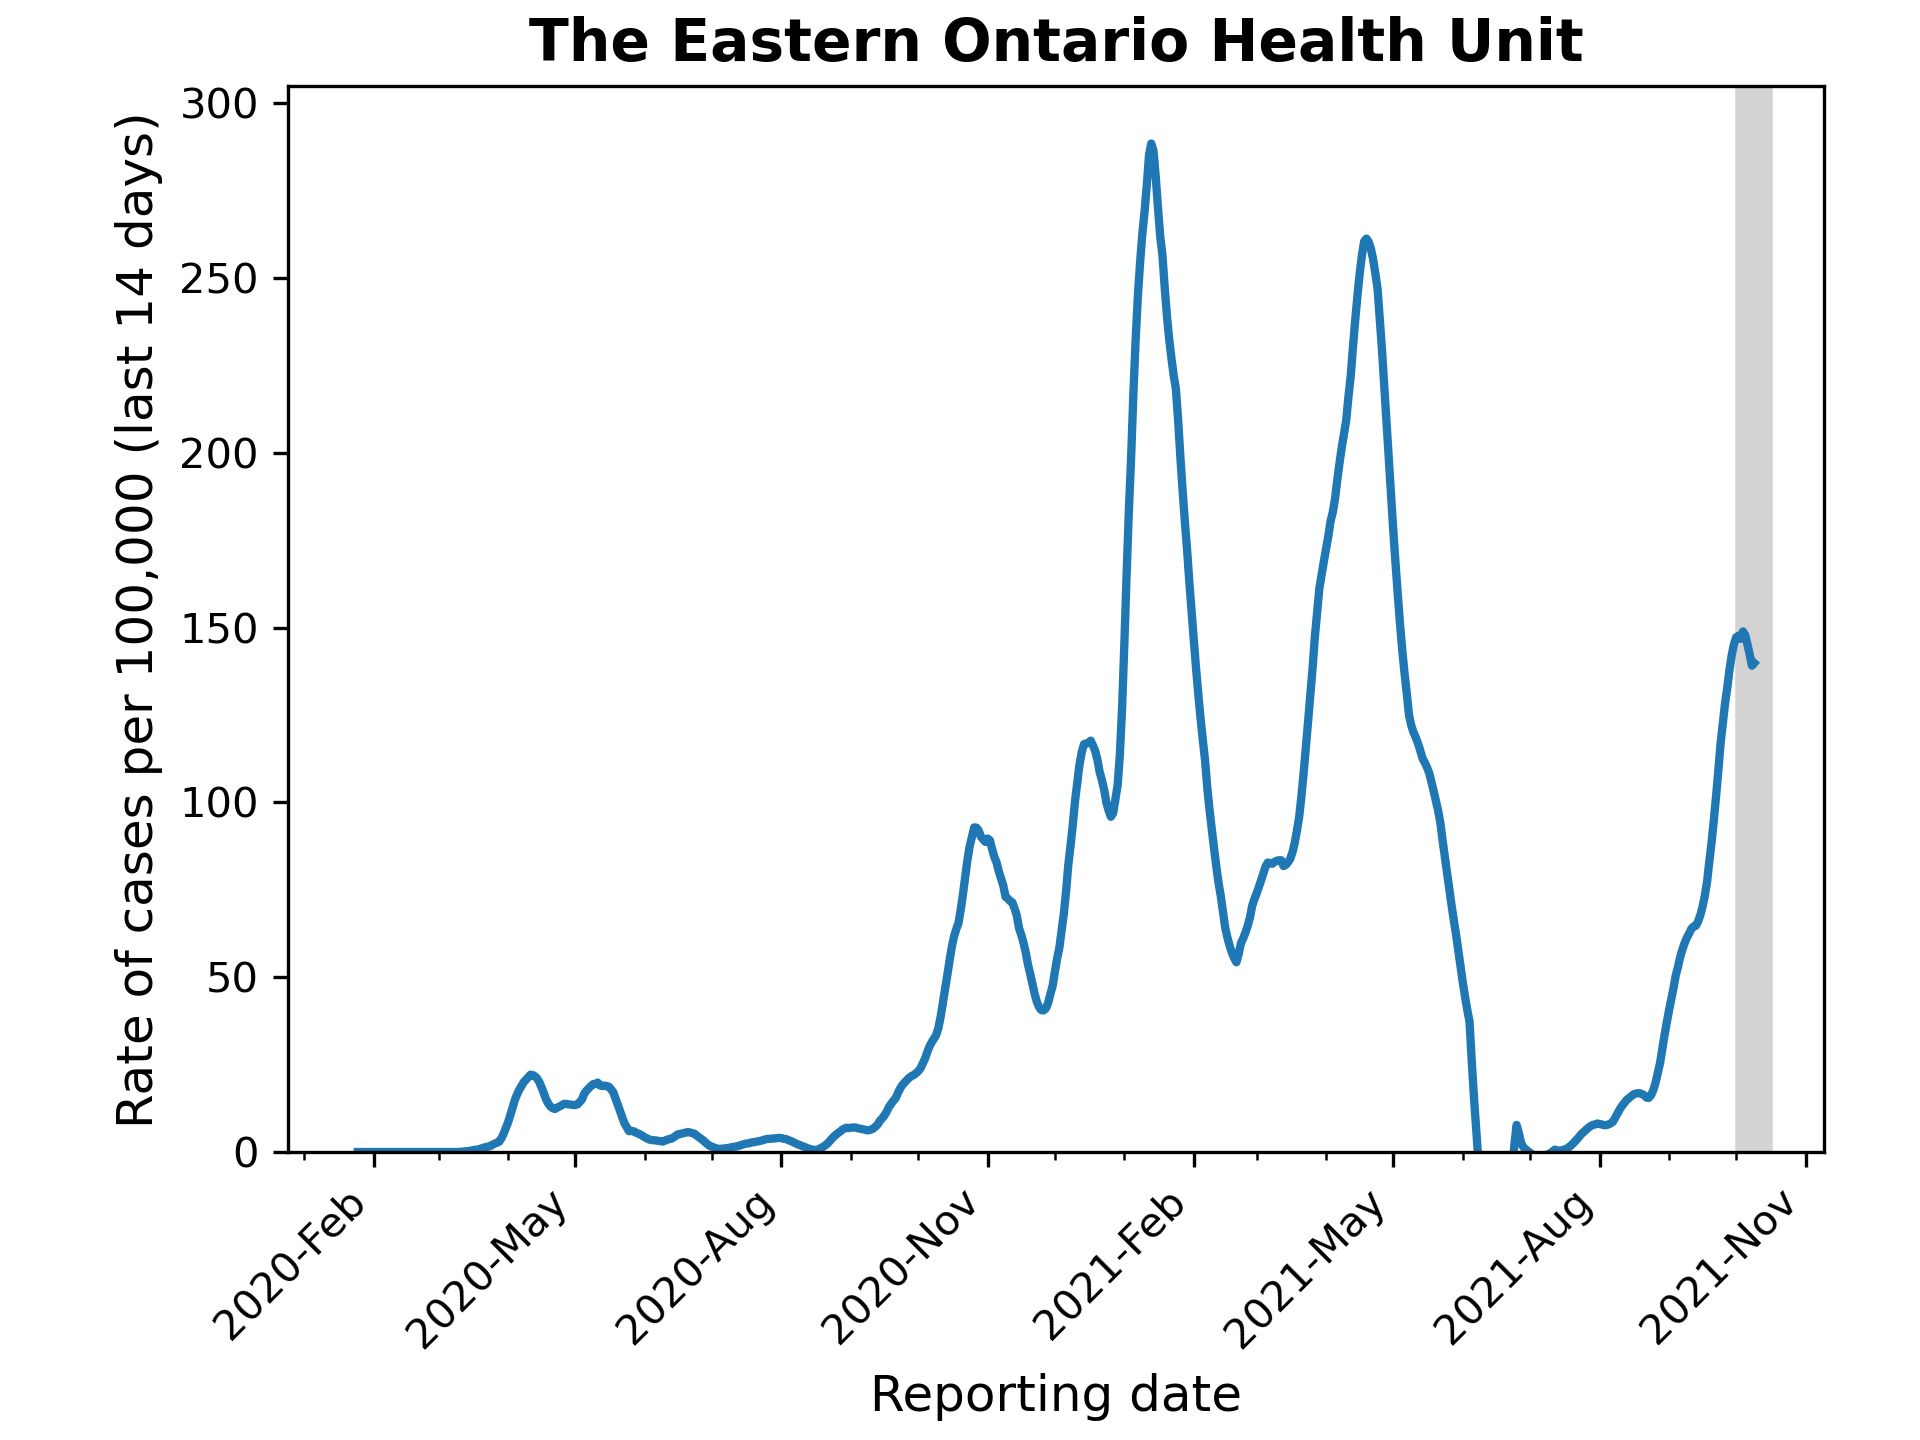 The Eastern Ontario Health Unit
Rate of cases per 100,000 (last 14 days)
300
250
200
150
100
50
0
2020-Feb
2020-May
2020-Aug
2020-Nov
2021-Feb
2021-May
2021-Aug
2021-Nov
Reporting date